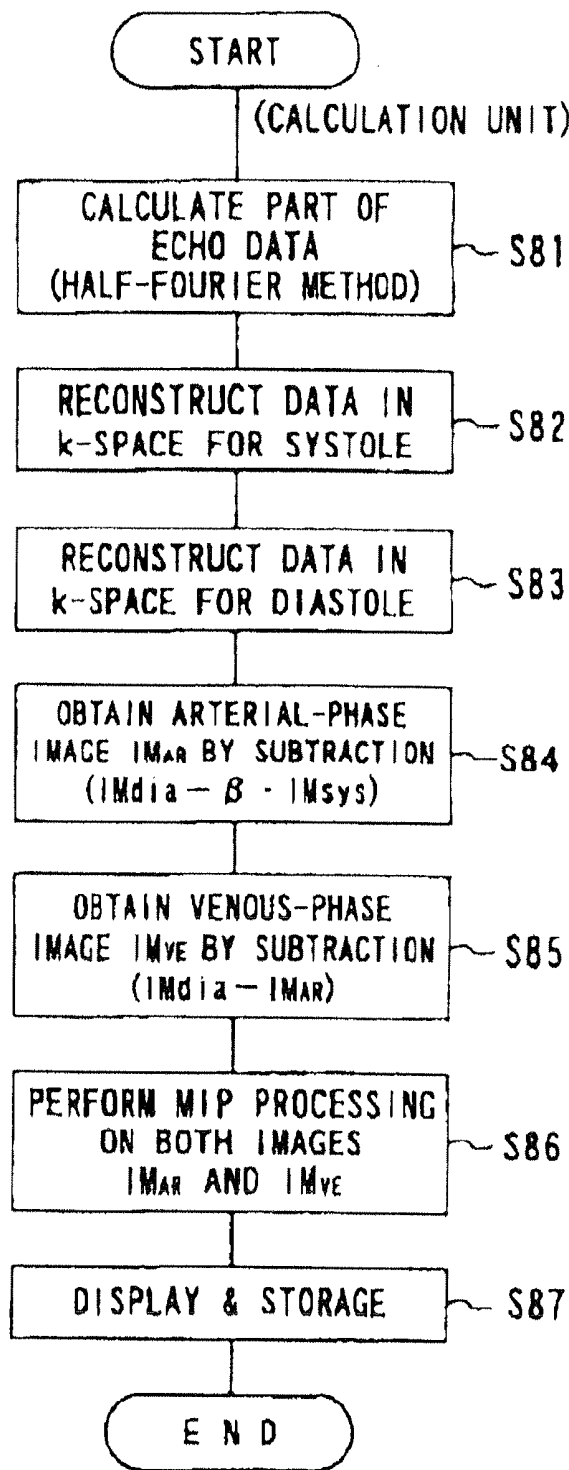 START
(CALCULATION UNIT)
CALCULATE PART OF
ECHO DATA
(HALF-FOURIER METHOD)
S81
RECONSTRUCT DATA IN
k-SPACE FOR SYSTOLE
S82
RECONSTRUCT DATA IN
k-SPACE FOR DIASTOLE
S83
OBTAIN ARTERIAL-PHASE
IMAGE IMAR BY SUBTRACTION
(IMdia - β · IMsys)
S84
OBTAIN VENOUS-PHASE
IMAGE IMVE BY SUBTRACTION
(IMdia - IMAR)
S85
PERFORM MIP PROCESSING
ON BOTH IMAGES
IMAR AND IMVE
S86
DISPLAY & STORAGE
S87
END